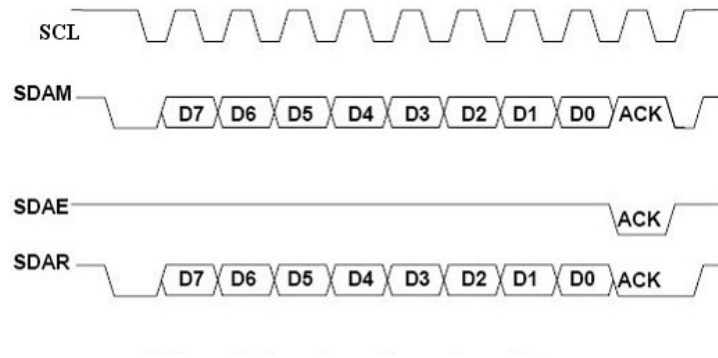 SCL
SDAM D7 D6 D5 D4 D3 D2 D1 D0 ACK
SDAE ACK
SDAR D7 D6 D5 D4 D3 D2 D1 D0 ACK